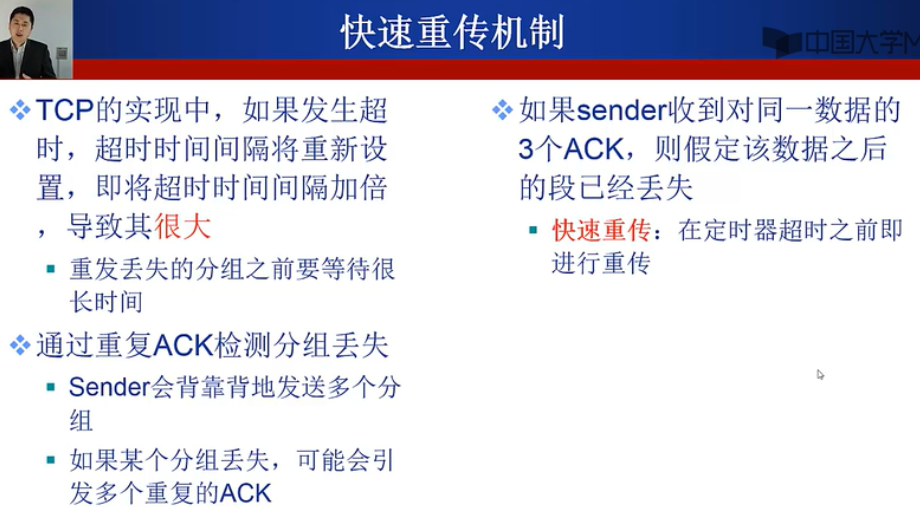 快速重传机制
中国大学M
TCP的实现中，如果发生超
时，超时时间间隔将重新设
置，即将超时时间间隔加倍
，导致其很大
重发丢失的分组之前要等待很
长时间
通过重复ACK检测分组丢失
Sender会背靠背地发送多个分
组
如果某个分组丢失，可能会引
发多个重复的ACK
如果sender收到对同一数据的
3个ACK，则假定该数据之后
的段已经丢失
快速重传：在定时器超时之前即
进行重传